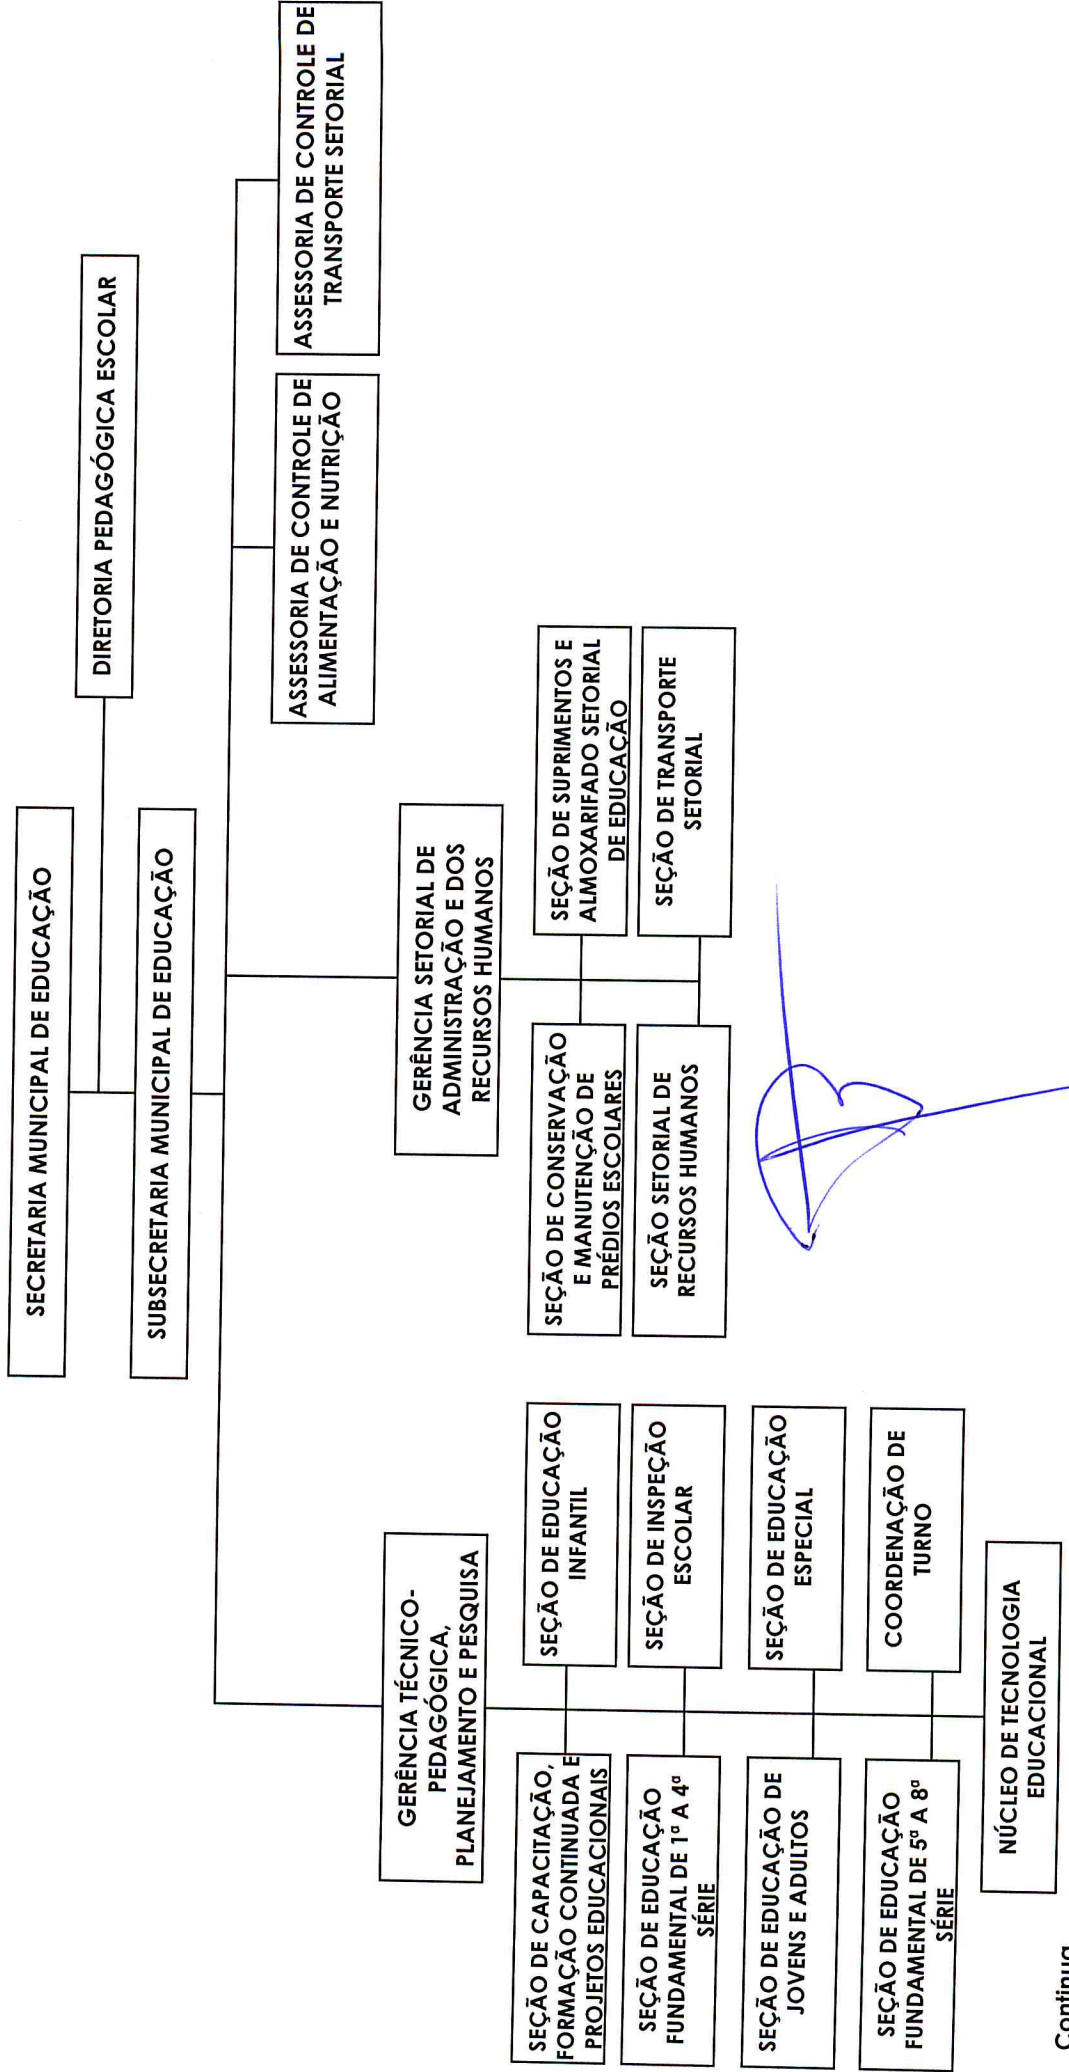 SECRETARIA MUNICIPAL DE EDUCAÇÃO
DIRETORIA PEDAGÓGICA ESCOLAR
SUBSECRETARIA MUNICIPAL DE EDUCAÇÃO
ASSESSORIA DE CONTROLE DE
ALIMENTAÇÃO E NUTRIÇÃO
ASSESSORIA DE CONTROLE DE
TRANSPORTE SETORIAL
GERÊNCIA TÉCNICO-
PEDAGÓGICA,
PLANEJAMENTO E PESQUISA
GERÊNCIA SETORIAL DE
ADMINISTRAÇÃO E DOS
RECURSOS HUMANOS
SEÇÃO DE CAPACITAÇÃO,
FORMAÇÃO CONTINUADA E
PROJETOS EDUCACIONAIS
SEÇÃO DE EDUCAÇÃO
INFANTIL
SEÇÃO DE CONSERVAÇÃO
E MANUTENÇÃO DE
PRÉDIOS ESCOLARES
SEÇÃO DE SUPRIMENTOS E
ALMOXARIFADO SETORIAL
DE EDUCAÇÃO
SEÇÃO DE EDUCAÇÃO
FUNDAMENTAL DE 1ª A 4ª
SÉRIE
SEÇÃO DE INSPEÇÃO
ESCOLAR
SEÇÃO SETORIAL DE
RECURSOS HUMANOS
SEÇÃO DE TRANSPORTE
SETORIAL
SEÇÃO DE EDUCAÇÃO DE
JOVENS E ADULTOS
SEÇÃO DE EDUCAÇÃO
ESPECIAL
SEÇÃO DE EDUCAÇÃO
FUNDAMENTAL DE 5ª A 8ª
SÉRIE
COORDENAÇÃO DE
TURNO
NÚCLEO DE TECNOLOGIA
EDUCACIONAL
Continua